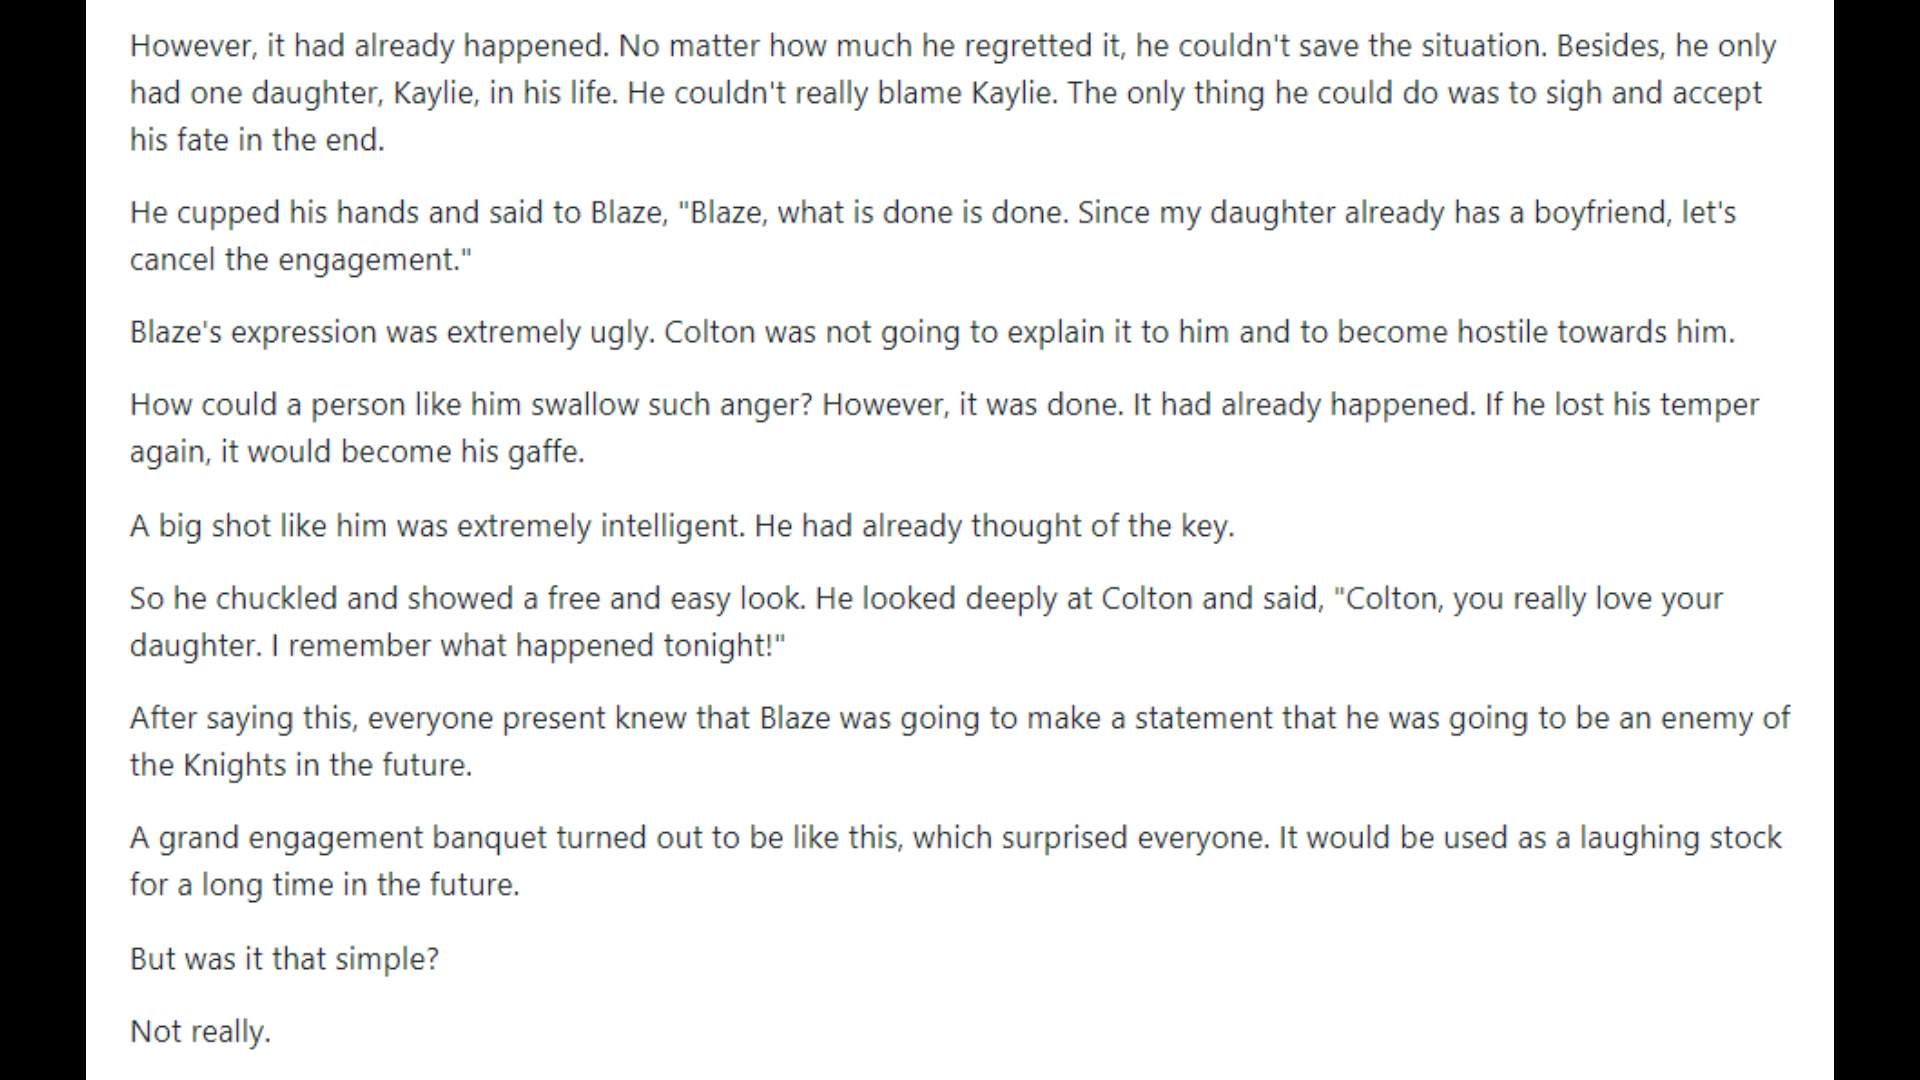 However, it had already happened. No matter how much he regretted it, he couldn't save the situation. Besides, he only
had one daughter, Kaylie, in his life. He couldn't really blame Kaylie. The only thing he could do was to sigh and accept
his fate in the end.
He cupped his hands and said to Blaze, "Blaze, what is done is done. Since my daughter already has a boyfriend, let's
cancel the engagement."
Blaze's expression was extremely ugly. Colton was not going to explain it to him and to become hostile towards him.
How could a person like him swallow such anger? However, it was done. It had already happened. If he lost his temper
again, it would become his gaffe.
A big shot like him was extremely intelligent. He had already thought of the key.
So he chuckled and showed a free and easy look. He looked deeply at Colton and said, "Colton, you really love your
daughter. I remember what happened tonight!"
After saying this, everyone present knew that Blaze was going to make a statement that he was going to be an enemy of
the Knights in the future.
A grand engagement banquet turned out to be like this, which surprised everyone. It would be used as a laughing stock
for a long time in the future.
But was it that simple?
Not really.